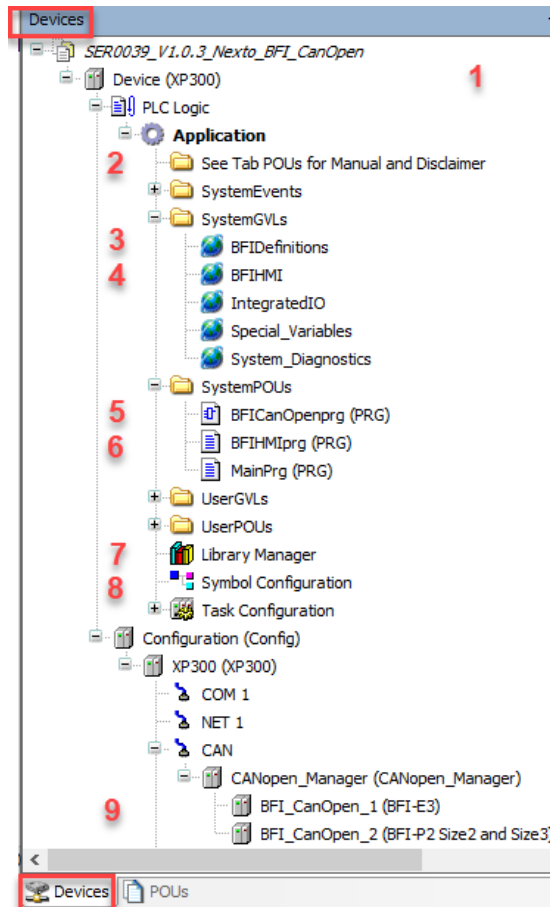 Devices
SER0039_V1.0.3_Nexto_BFI_CanOpen
Device (XP300) 1
PLC Logic
Application
2 See Tab POUs for Manual and Disclaimer
SystemEvents
SystemGVLs
3 BFIDefinitions
4 BFIHMI
IntegratedIO
Special_Variables
System_Diagnostics
SystemPOUs
5 BFICanOpenprg (PRG)
6 BFIHMIprg (PRG)
MainPrg (PRG)
UserGVLs
UserPOUs
7 Library Manager
8 Symbol Configuration
Task Configuration
Configuration (Config)
XP300 (XP300)
COM 1
NET 1
CAN
CANopen_Manager (CANopen_Manager)
9 BFI_CanOpen_1 (BFI-E3)
BFI_CanOpen_2 (BFI-P2 Size2 and Size3)
Devices POUs